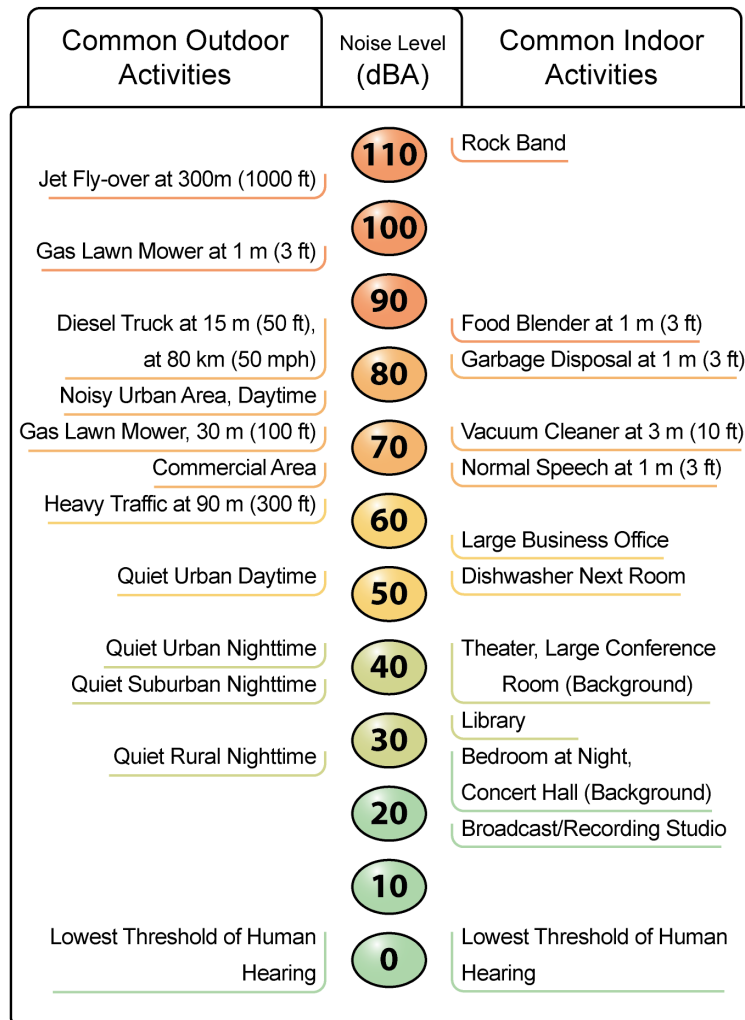 Common Outdoor
Activities
Noise Level
(dBA)
Common Indoor
Activities
110
Rock Band
Jet Fly-over at 300m (1000 ft)
100
Gas Lawn Mower at 1 m (3 ft)
90
Diesel Truck at 15 m (50 ft),
at 80 km (50 mph)
Food Blender at 1 m (3 ft)
80
Garbage Disposal at 1 m (3 ft)
Noisy Urban Area, Daytime
Gas Lawn Mower, 30 m (100 ft)
70
Vacuum Cleaner at 3 m (10 ft)
Commercial Area
Normal Speech at 1 m (3 ft)
Heavy Traffic at 90 m (300 ft)
60
Large Business Office
Quiet Urban Daytime
50
Dishwasher Next Room
Quiet Urban Nighttime
40
Theater, Large Conference
Room (Background)
Quiet Suburban Nighttime
Library
30
Quiet Rural Nighttime
Bedroom at Night,
Concert Hall (Background)
20
Broadcast/Recording Studio
10
Lowest Threshold of Human
Hearing
0
Lowest Threshold of Human
Hearing